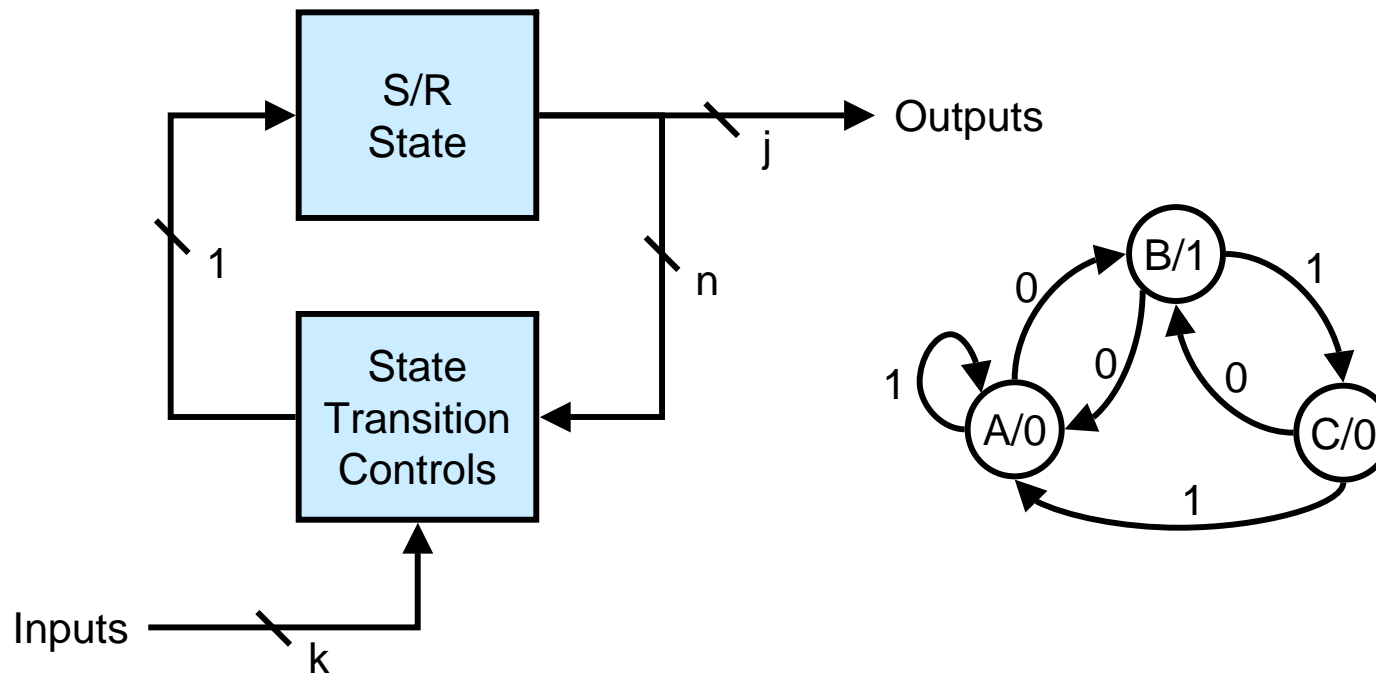 S/R
State
Outputs
j
1
n
State
Transition
Controls
Inputs
k
B/1
0
1
1
0
0
A/0
C/0
1